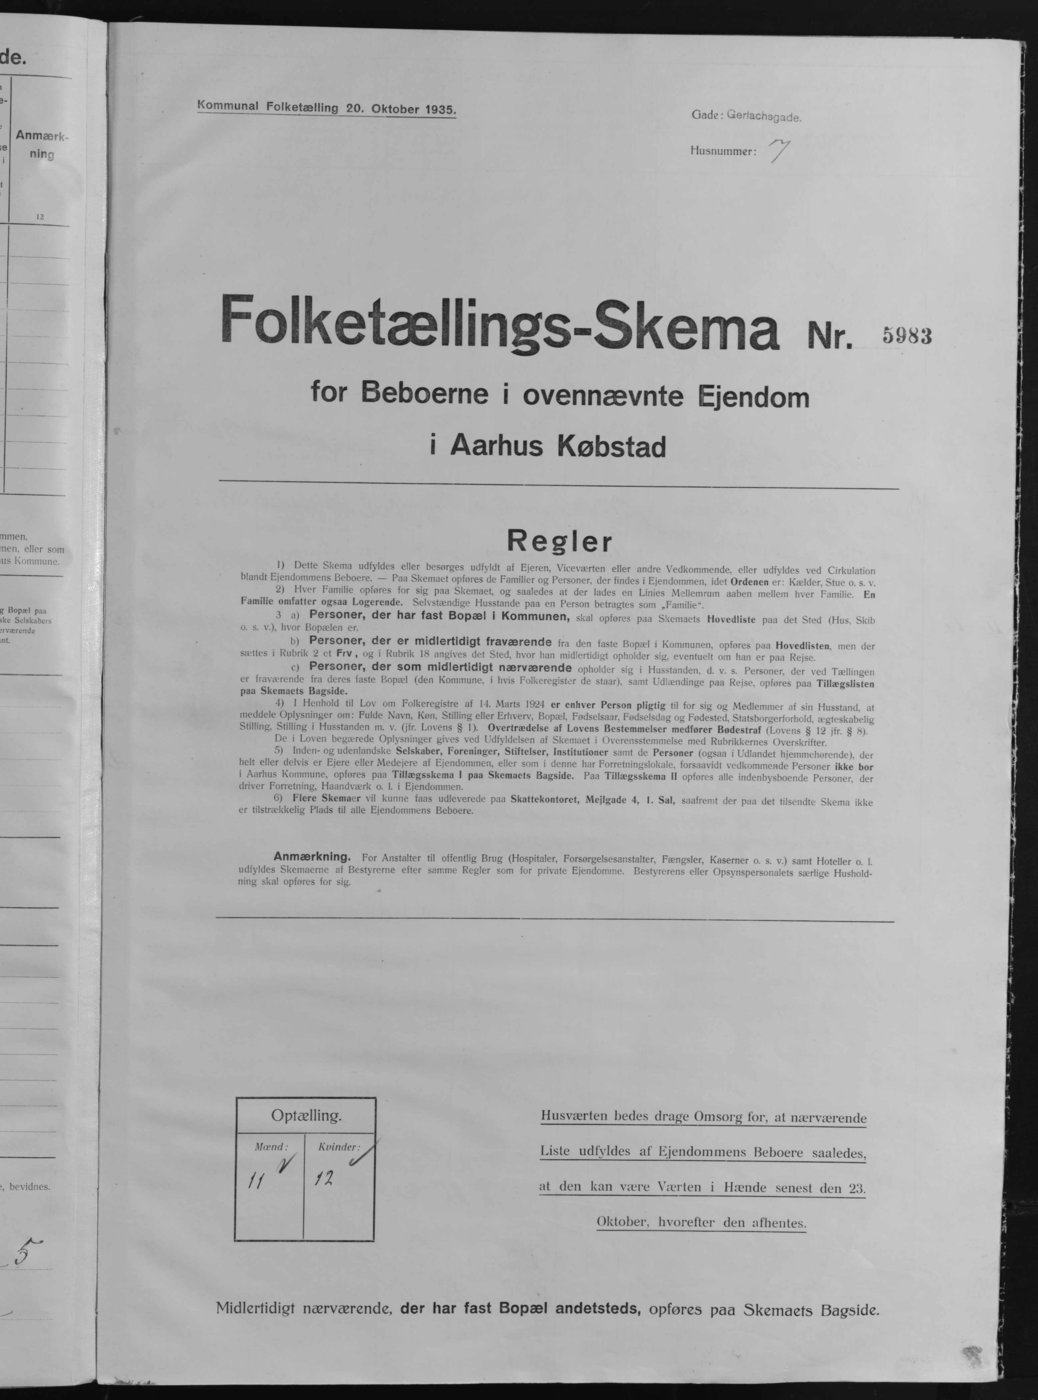 de.
Anmærk-
ning
12
mmen.
nen, eller som
us Kommune.
g Bopæl paa
ske Selskabers
erværende
nt.
e, bevidnes.
5
Kommunal Folketælling 20. Oktober 1935.
Gade: Gerlachsgade.
Husnummer: 7
Folketællings-Skema Nr. 5983
for Beboerne i ovennævnte Ejendom
i Aarhus Købstad
Regler
1) Dette Skema udfyldes eller besørges udfyldt af Ejeren, Viceværten eller andre Vedkommende, eller udfyldes ved Cirkulation
blandt Ejendommens Beboere. — Paa Skemaet opføres de Familier og Personer, der findes i Ejendommen, idet Ordenen er: Kælder, Stue o. s. v.
2) Hver Familie opføres for sig paa Skemaet, og saaledes at der lades en Linies Mellemrum aaben mellem hver Familie. En
Familie omfatter ogsaa Logerende. Selvstændige Husstande paa en Person betragtes som „Familie“.
3 a) Personer, der har fast Bopæl i Kommunen, skal opføres paa Skemaets Hovedliste paa det Sted (Hus, Skib
o. s. v.), hvor Bopælen er.
b) Personer, der er midlertidigt fraværende fra den faste Bopæl i Kommunen, opføres paa Hovedlisten, men der
sættes i Rubrik 2 et Frv, og i Rubrik 18 angives det Sted, hvor han midlertidigt opholder sig, eventuelt om han er paa Rejse.
c) Personer, der som midlertidigt nærværende opholder sig i Husstanden, d. v. s. Personer, der ved Tællingen
er fraværende fra deres faste Bopæl (den Kommune, i hvis Folkeregister de staar), samt Udlændinge paa Rejse, opføres paa Tillægslisten
paa Skemaets Bagside.
4) I Henhold til Lov om Folkeregistre af 14. Marts 1924 er enhver Person pligtig til for sig og Medlemmer af sin Husstand, at
meddele Oplysninger om: Fulde Navn, Køn, Stilling eller Erhverv, Bopæl, Fødselsaar, Fødselsdag og Fødested, Statsborgerforhold, ægteskabelig
Stilling, Stilling i Husstanden m. v. (jfr. Lovens § 1). Overtrædelse af Lovens Bestemmelser medfører Bødestraf (Lovens § 12 jfr. § 8).
De i Loven begærede Oplysninger gives ved Udfyldelsen af Skemaet i Overensstemmelse med Rubrikkernes Overskrifter.
5) Inden- og udenlandske Selskaber, Foreninger, Stiftelser, Institutioner samt de Personer (ogsaa i Udlandet hjemmehørende), der
helt eller delvis er Ejere eller Medejere af Ejendommen, eller som i denne har Forretningslokale, forsaavidt vedkommende Personer ikke bor
i Aarhus Kommune, opføres paa Tillægsskema I paa Skemaets Bagside. Paa Tillægsskema II opføres alle indenbysboende Personer, der
driver Forretning, Haandværk o. l. i Ejendommen.
6) Flere Skemaer vil kunne faas udleverede paa Skattekontoret, Mejlgade 4, 1. Sal, saafremt der paa det tilsendte Skema ikke
er tilstrækkelig Plads til alle Ejendommens Beboere.
Anmærkning. For Anstalter til offentlig Brug (Hospitaler, Forsørgelsesanstalter, Fængsler, Kaserner o. s. v.) samt Hoteller o. l.
udfyldes Skemaerne af Bestyrerne efter samme Regler som for private Ejendomme. Bestyrerens eller Opsynspersonalets særlige Hushold-
ning skal opføres for sig.
Optælling.
Mænd: Kvinder:
11 12
Husværten bedes drage Omsorg for, at nærværende
Liste udfyldes af Ejendommens Beboere saaledes,
at den kan være Værten i Hænde senest den 23.
Oktober, hvorefter den afhentes.
Midlertidigt nærværende, der har fast Bopæl andetsteds, opføres paa Skemaets Bagside.